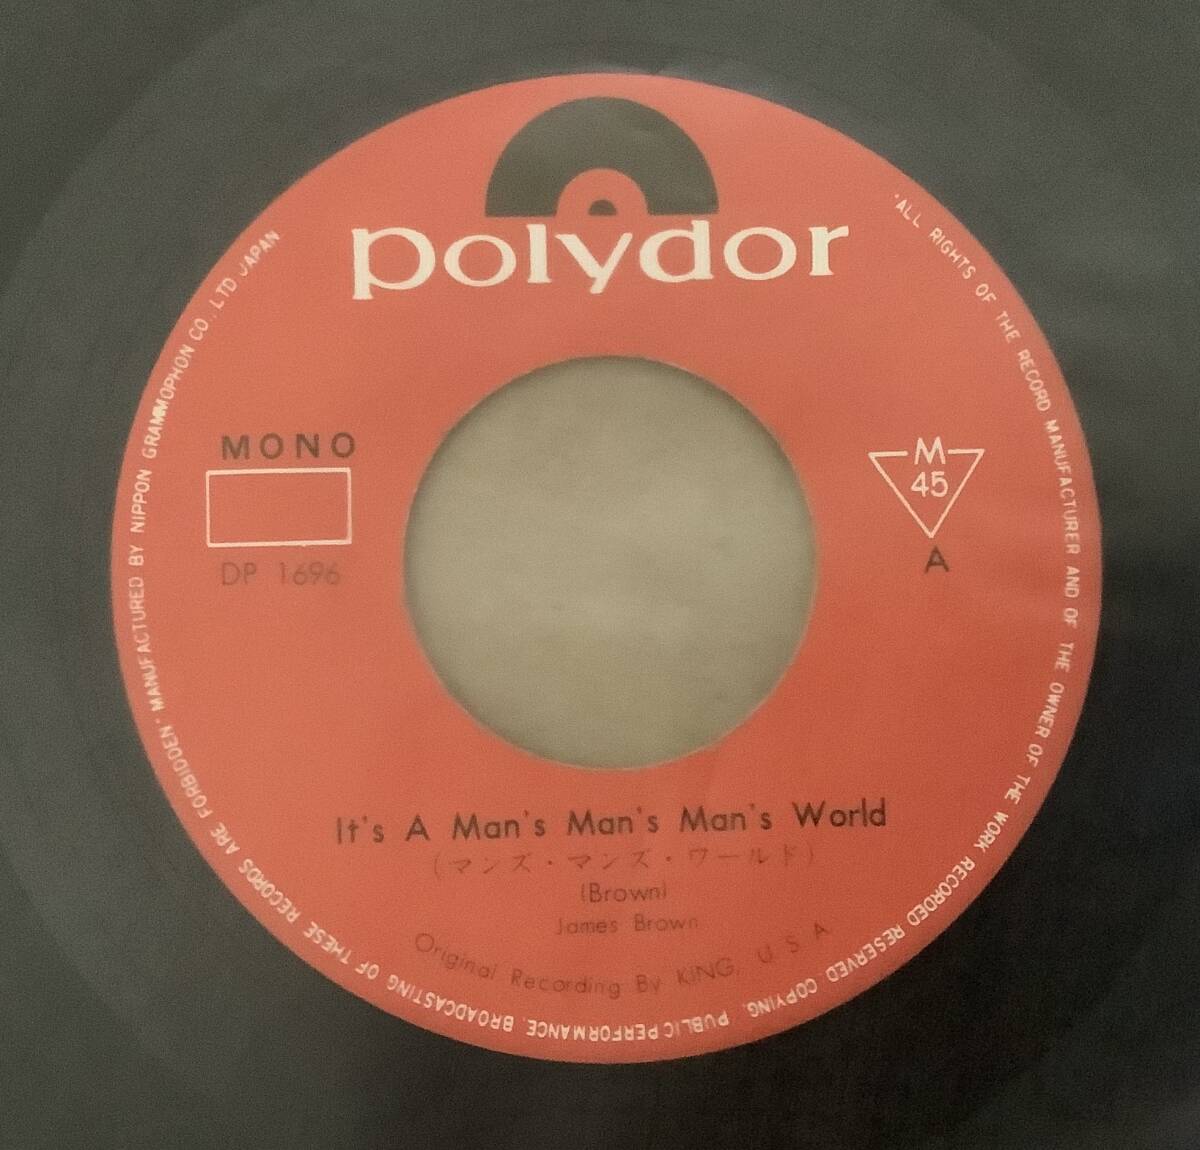 polydor
MONO
DP 1696
M
45
A
It's A Man's Man's Man's World
(マンズ・マンズ・ワールド)
(Brown)
James Brown
Original Recording By KING, U S A
"ALL RIGHTS OF THE RECORD MANUFACTURER AND OF THE OWNER OF THE WORK RECORDED RESERVED COPYING, PUBLIC PERFORMANCE, BROADCASTING OF THESE RECORDS ARE FORBIDDEN · MANUFACTURED BY NIPPON GRAMMOPHON CO., LTD JAPAN